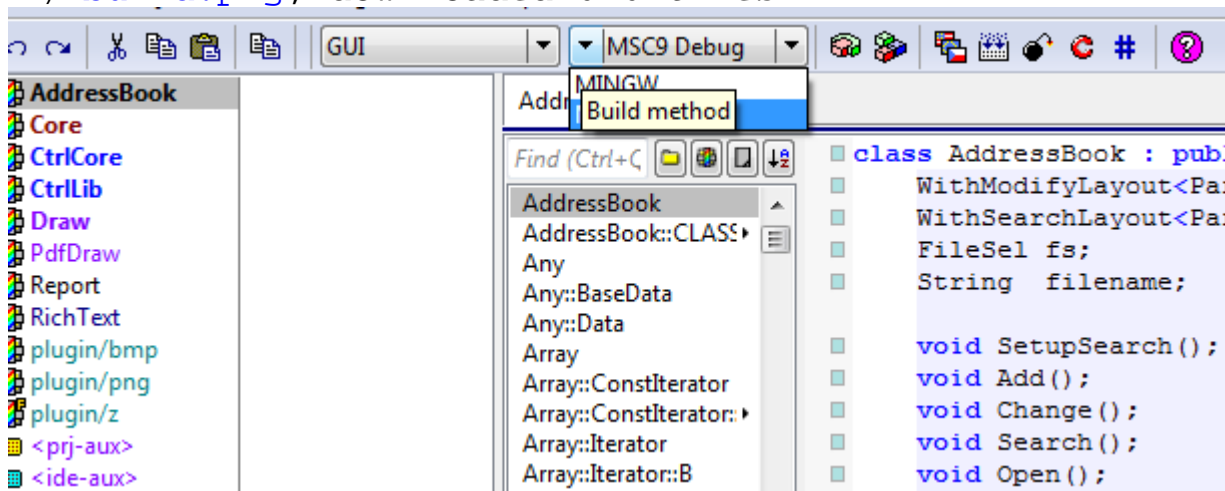 GUI
MSC9 Debug
MINGW
Build method
AddressBook
Core
CtrlCore
CtrlLib
Draw
PdfDraw
Report
RichText
plugin/bmp
plugin/png
plugin/z
<prj-aux>
<ide-aux>
Addr
Find (Ctrl+
AddressBook
AddressBook::CLASS
Any
Any::BaseData
Any::Data
Array
Array::ConstIterator
Array::ConstIterator::
Array::Iterator
Array::Iterator::B
class AddressBook : publ
WithModifyLayout<Par
WithSearchLayout<Par
FileSel fs;
String filename;
void SetupSearch();
void Add();
void Change();
void Search();
void Open();